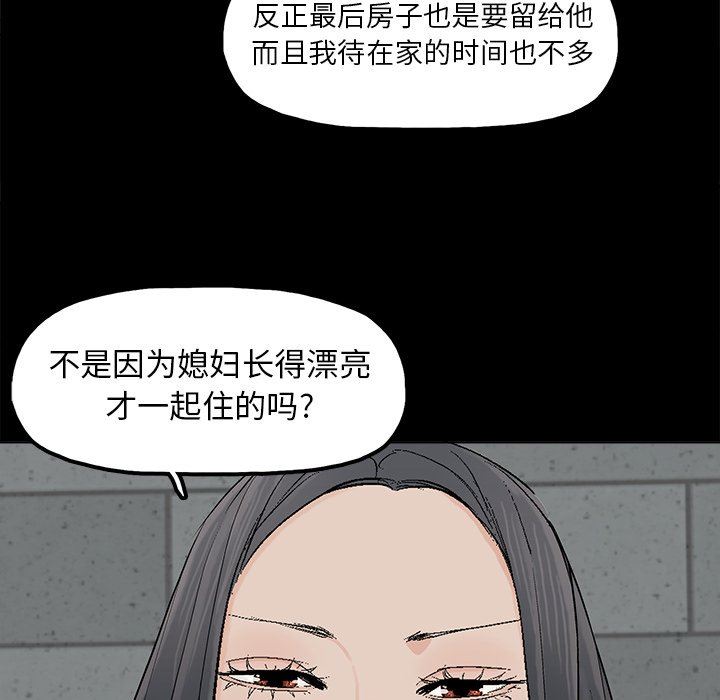 反正最后房子也是要留给他
而且我待在家的时间也不多
不是因为媳妇长得漂亮
才一起住的吗?